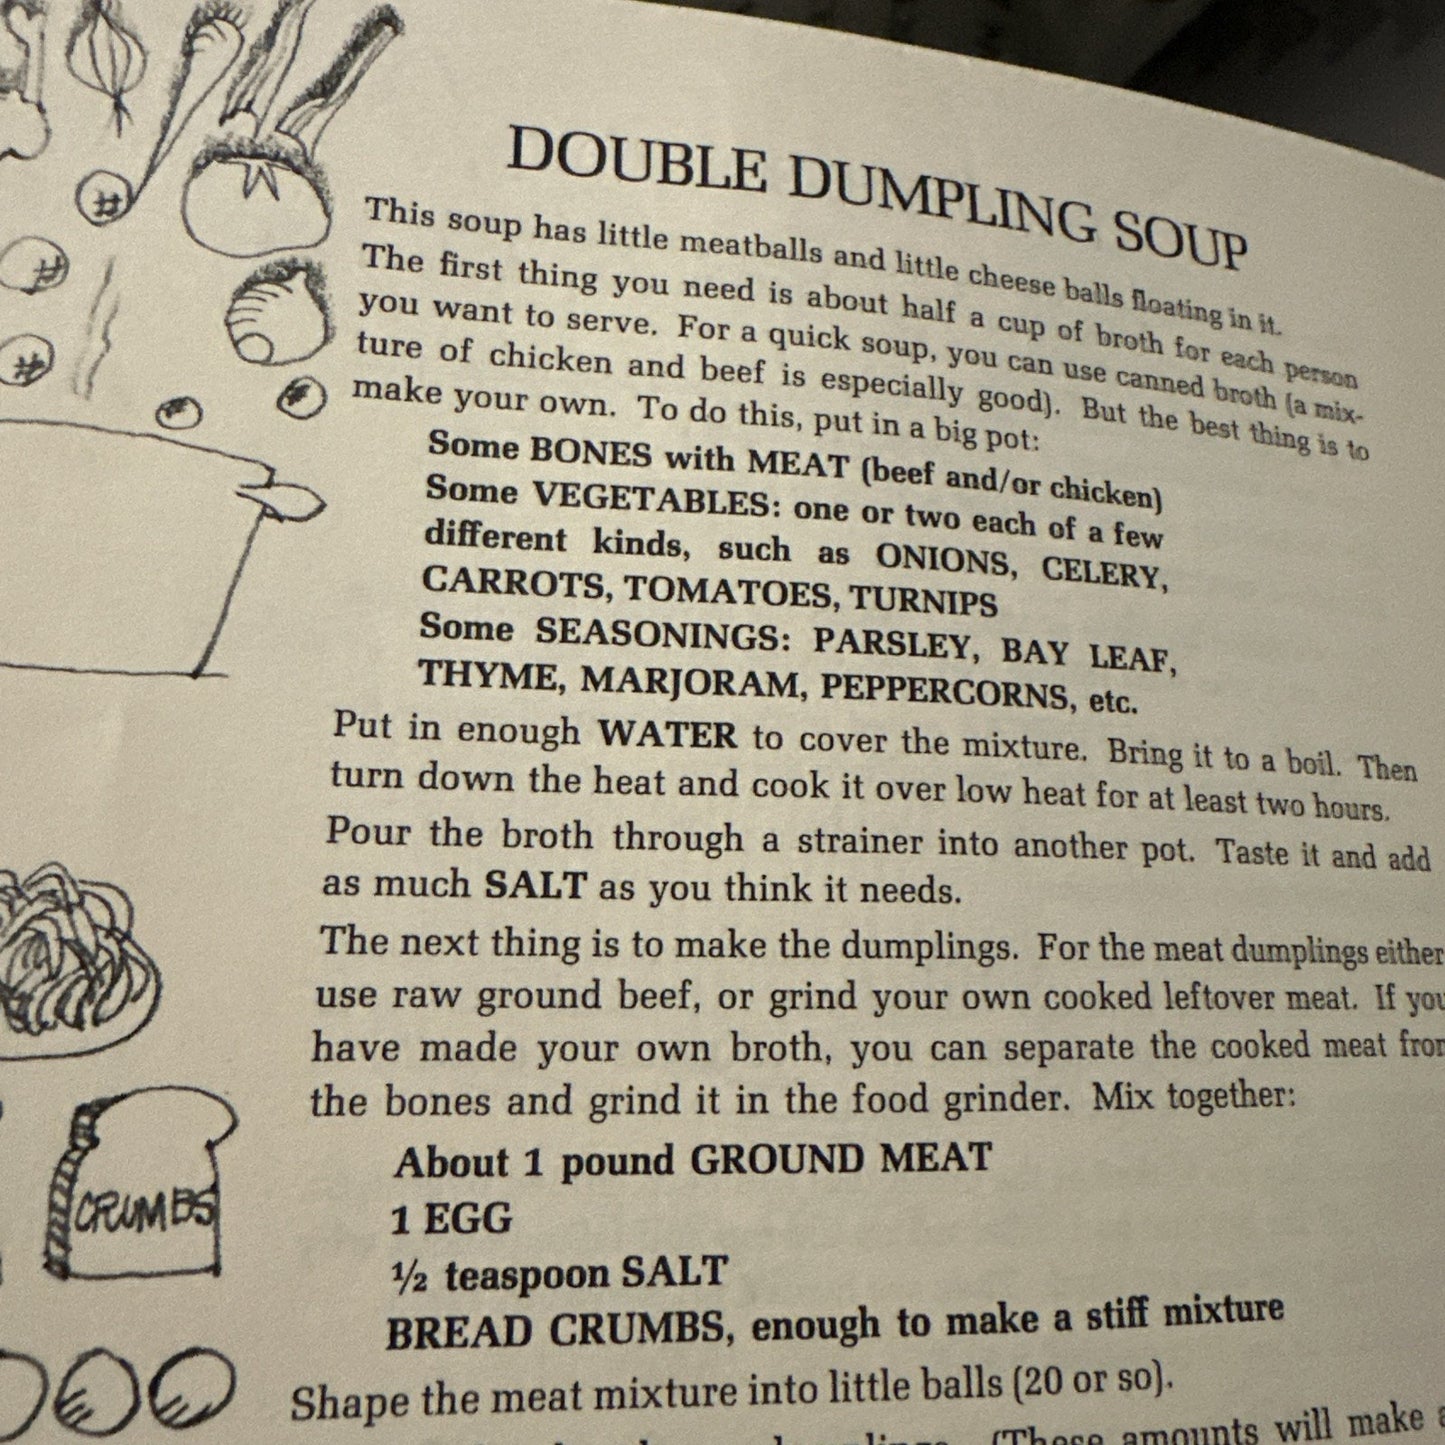 DOUBLE DUMPLING SOUP
This soup has little meatballs and little cheese balls floating in it.
The first thing you need is about half a cup of broth for each person
you want to serve. For a quick soup, you can use canned broth (a mix-
ture of chicken and beef is especially good). But the best thing is to
make your own. To do this, put in a big pot:
Some BONES with MEAT (beef and/or chicken)
Some VEGETABLES: one or two each of a few
different kinds, such as ONIONS, CELERY,
CARROTS, TOMATOES, TURNIPS
Some SEASONINGS: PARSLEY, BAY LEAF,
THYME, MARJORAM, PEPPERCORNS, etc.
Put in enough WATER to cover the mixture. Bring it to a boil. Then
turn down the heat and cook it over low heat for at least two hours.
Pour the broth through a strainer into another pot. Taste it and add
as much SALT as you think it needs.
The next thing is to make the dumplings. For the meat dumplings either
use raw ground beef, or grind your own cooked leftover meat. If you
have made your own broth, you can separate the cooked meat from
the bones and grind it in the food grinder. Mix together:
About 1 pound GROUND MEAT
1 EGG
CRUMBS
½ teaspoon SALT
BREAD CRUMBS, enough to make a stiff mixture
Shape the meat mixture into little balls (20 or so).
(These amounts will make